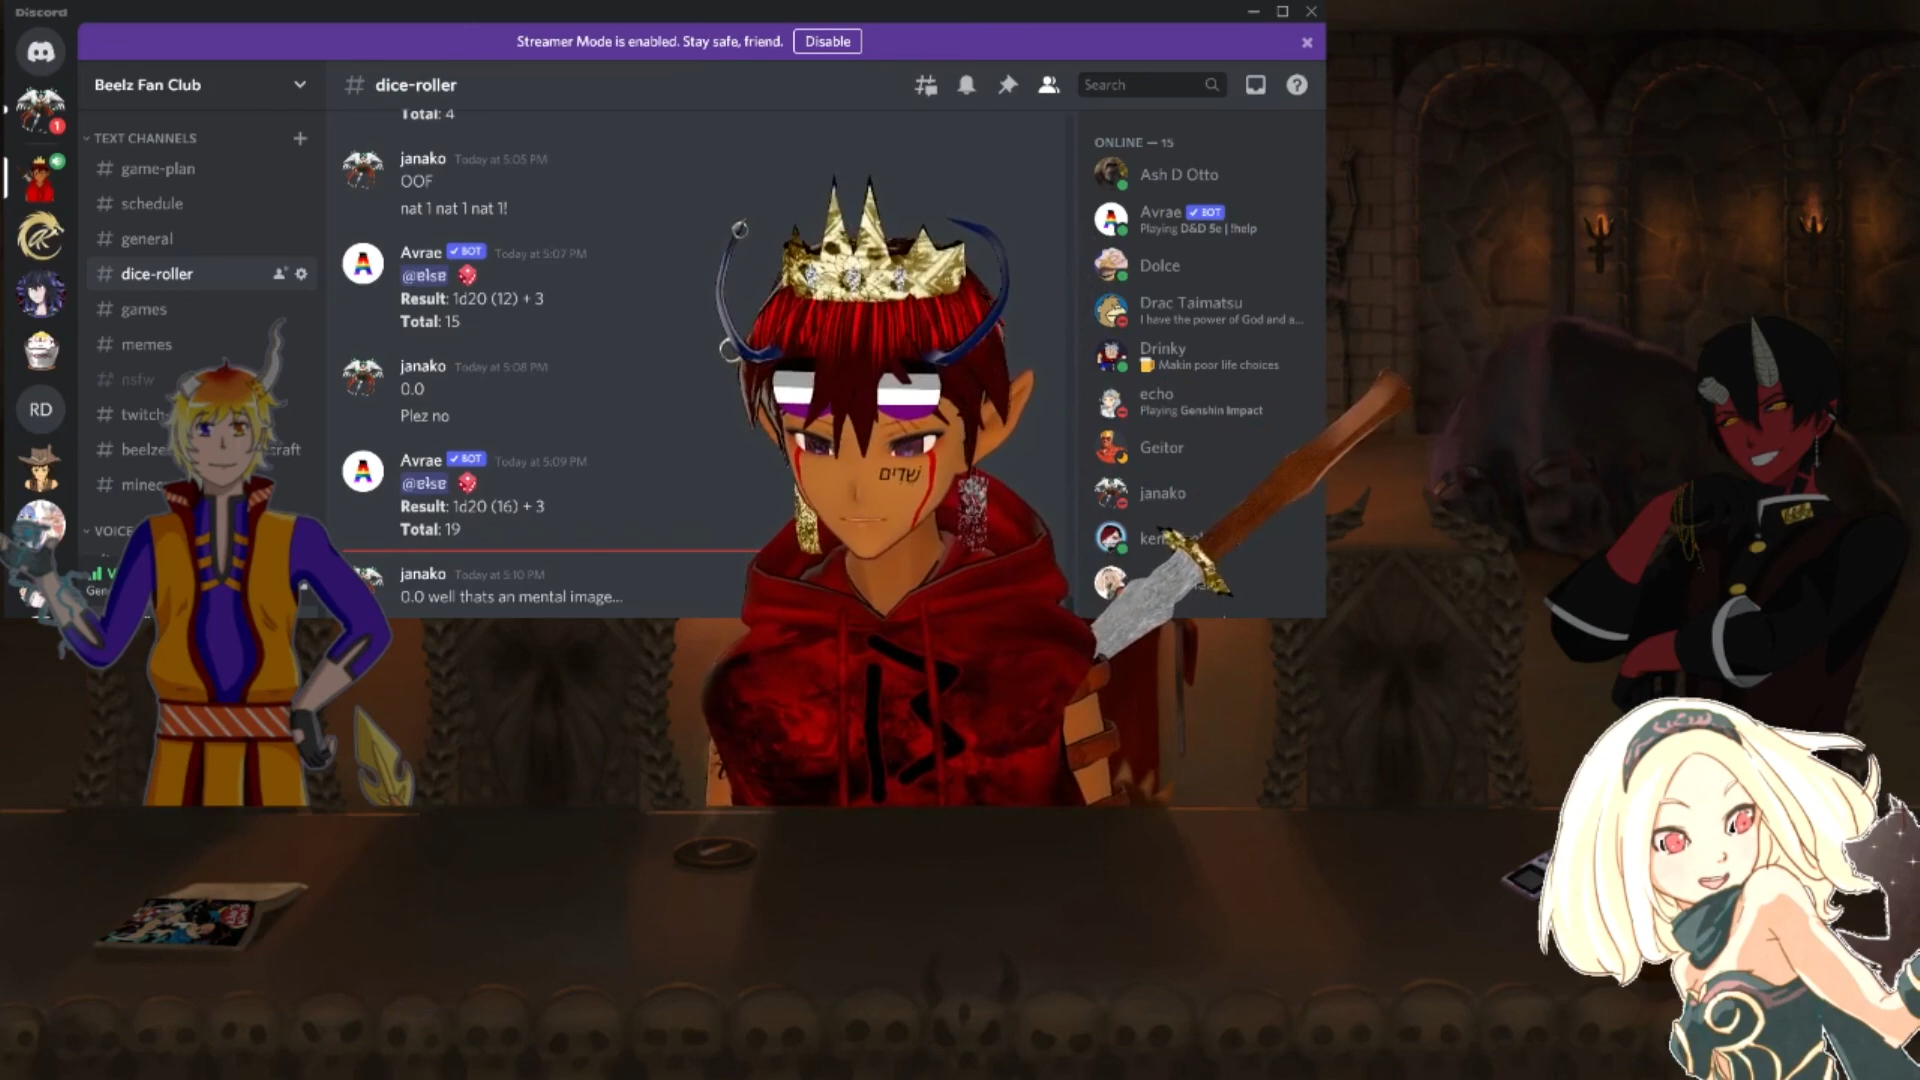 Discord
Streamer Mode is enabled. Stay safe, friend.
Disable
Beelz Fan Club
dice-roller
Search
TEXT CHANNELS
game-plan
schedule
general
dice-roller
games
memes
nsfw
twitch-
craft
VOICE
RD
1
Total: 4
janako Today at 5:05 PM
OOF
nat 1 nat 1 nat 1!
Avrae BOT Today at 5:07 PM
@else
Result: 1d20 (12) + 3
Total: 15
janako Today at 5:08 PM
0.0
Plez no
Avrae BOT Today at 5:09 PM
@else
Result: 1d20 (16) + 3
Total: 19
janako Today at 5:10 PM
0.0 well thats an mental image...
ONLINE — 15
Ash D Otto
Avrae BOT
Playing D&D 5e | !help
Dolce
Drac Taimatsu
I have the power of God and a...
Drinky
Makin poor life choices
echo
Playing Genshin Impact
Geitor
janako
שדים